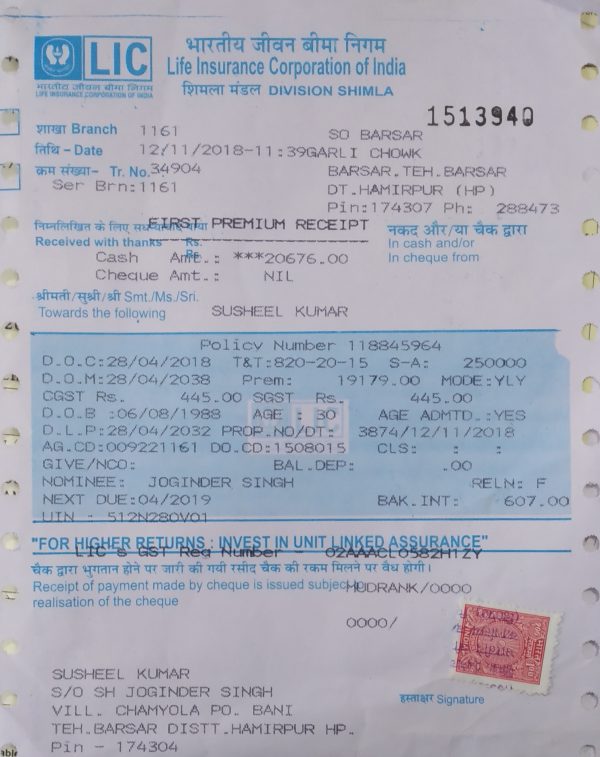 LIC
भारतीय जीवन बीमा निगम
LIFE INSURANCE CORPORATION OF INDIA
भारतीय जीवन बीमा निगम
Life Insurance Corporation of India
शिमला मंडल DIVISION SHIMLA
1513940
शाखा Branch 1161 SO BARSAR
तिथि - Date 12/11/2018-11:39GARLI CHOWK
क्रम संख्या- Tr. No. 34904 BARSAR.TEH.BARSAR
Ser Brn:1161 DT.HAMIRPUR (HP)
Pin:174307 Ph: 288473
निम्नलिखित के लिए FIRST PREMIUM RECEIPT नकद और/या चैक द्वारा
Received with thanks Rs. In cash and/or
Cash Amt.: ***20676.00 In cheque from
Rs.
Cheque Amt.: NIL
श्रीमती/सुश्री/श्री Smt./Ms./Sri.
Towards the following SUSHEEL KUMAR
Policy Number 118845964
D.O.C:28/04/2018 T&T:820-20-15 S-A: 250000
D.O.M:28/04/2038 Prem: 19179.00 MODE:YLY
CGST Rs. 445.00 SGST Rs. 445.00
D.O.B :06/08/1988 AGE : 30 AGE ADMTD.:YES
D.L.P:28/04/2032 PROP.NO/DT: 3874/12/11/2018
AG.CD:009221161 DO.CD:1508015 CLS: : :
GIVE/NCO: BAL.DEP: .00
NOMINEE: JOGINDER SINGH RELN: F
NEXT DUE:04/2019 BAK.INT: 607.00
UIN : 512N280V01
"FOR HIGHER RETURNS : INVEST IN UNIT LINKED ASSURANCE"
LIC's GST Reg Number - 02AAACL0582H1ZY
चैक द्वारा भुगतान होने पर जारी की गयी रसीद चैक की रकम मिलने पर वैध होगी।
Receipt of payment made by cheque is issued subject MUDRANK/0000
realisation of the cheque
0000/
SUSHEEL KUMAR
S/O SH JOGINDER SINGH
हस्ताक्षर Signature
VILL. CHAMYOLA PO. BANI
TEH.BARSAR DISTT.HAMIRPUR HP.
Pin - 174304